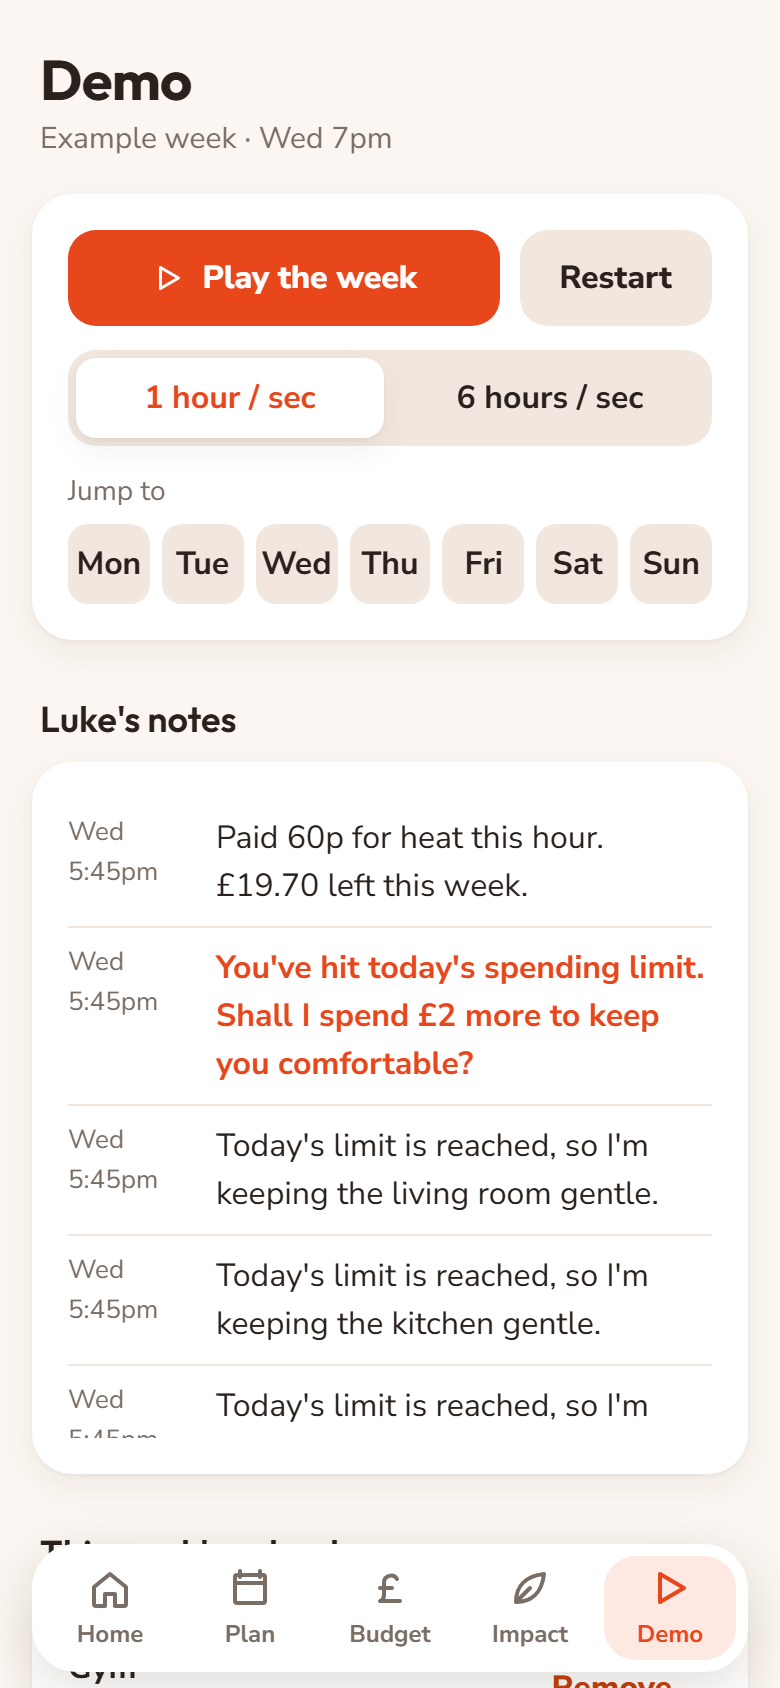 Demo
Example week · Wed 7pm
Play the week
Restart
1 hour / sec
6 hours / sec
Jump to
Mon Tue Wed Thu Fri Sat Sun
Luke's notes
Wed
5:45pm
Paid 60p for heat this hour.
£19.70 left this week.
Wed
5:45pm
You've hit today's spending limit.
Shall I spend £2 more to keep
you comfortable?
Wed
5:45pm
Today's limit is reached, so I'm
keeping the living room gentle.
Wed
5:45pm
Today's limit is reached, so I'm
keeping the kitchen gentle.
Wed
5:45pm
Today's limit is reached, so I'm
Home
Plan
Budget
Impact
Demo
Gym
Remove